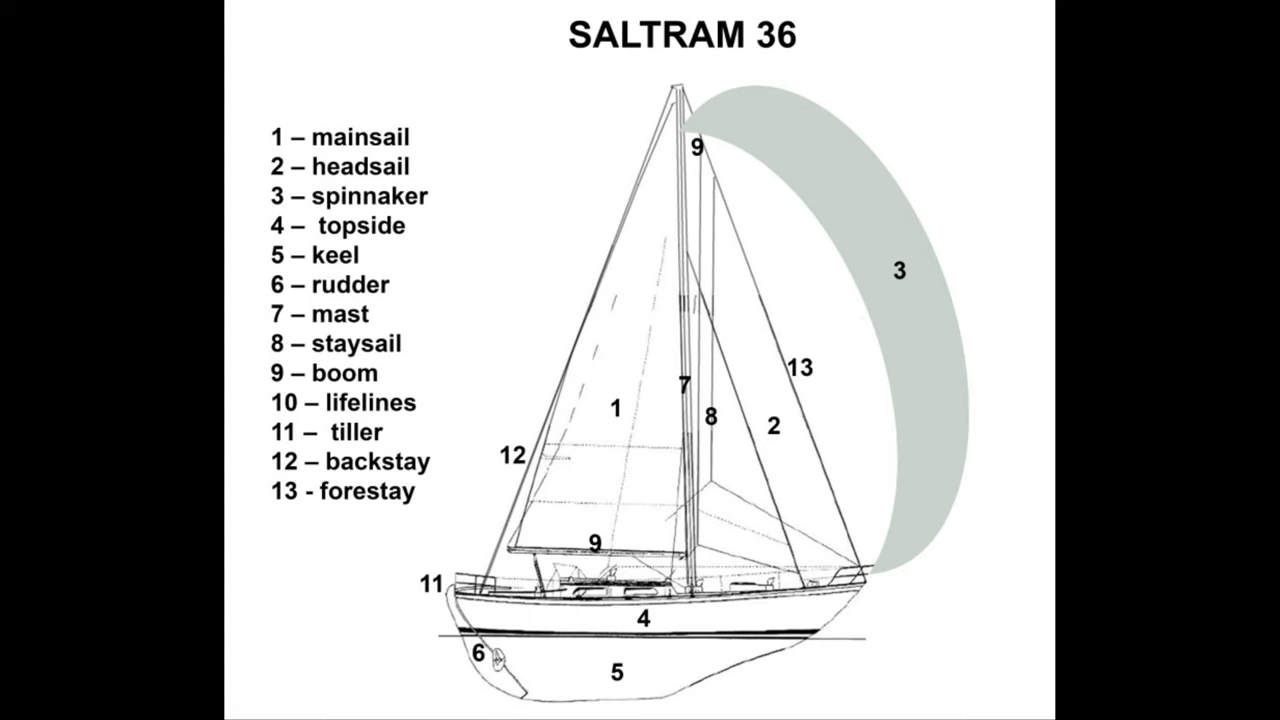 SALTRAM 36
1 – mainsail
2 – headsail
3 – spinnaker
4 – topside
5 – keel
6 – rudder
7 – mast
8 – staysail
9 – boom
10 – lifelines
11 – tiller
12 – backstay
13 - forestay
9
3
13
7
1
8
2
12
9
11
4
6
5